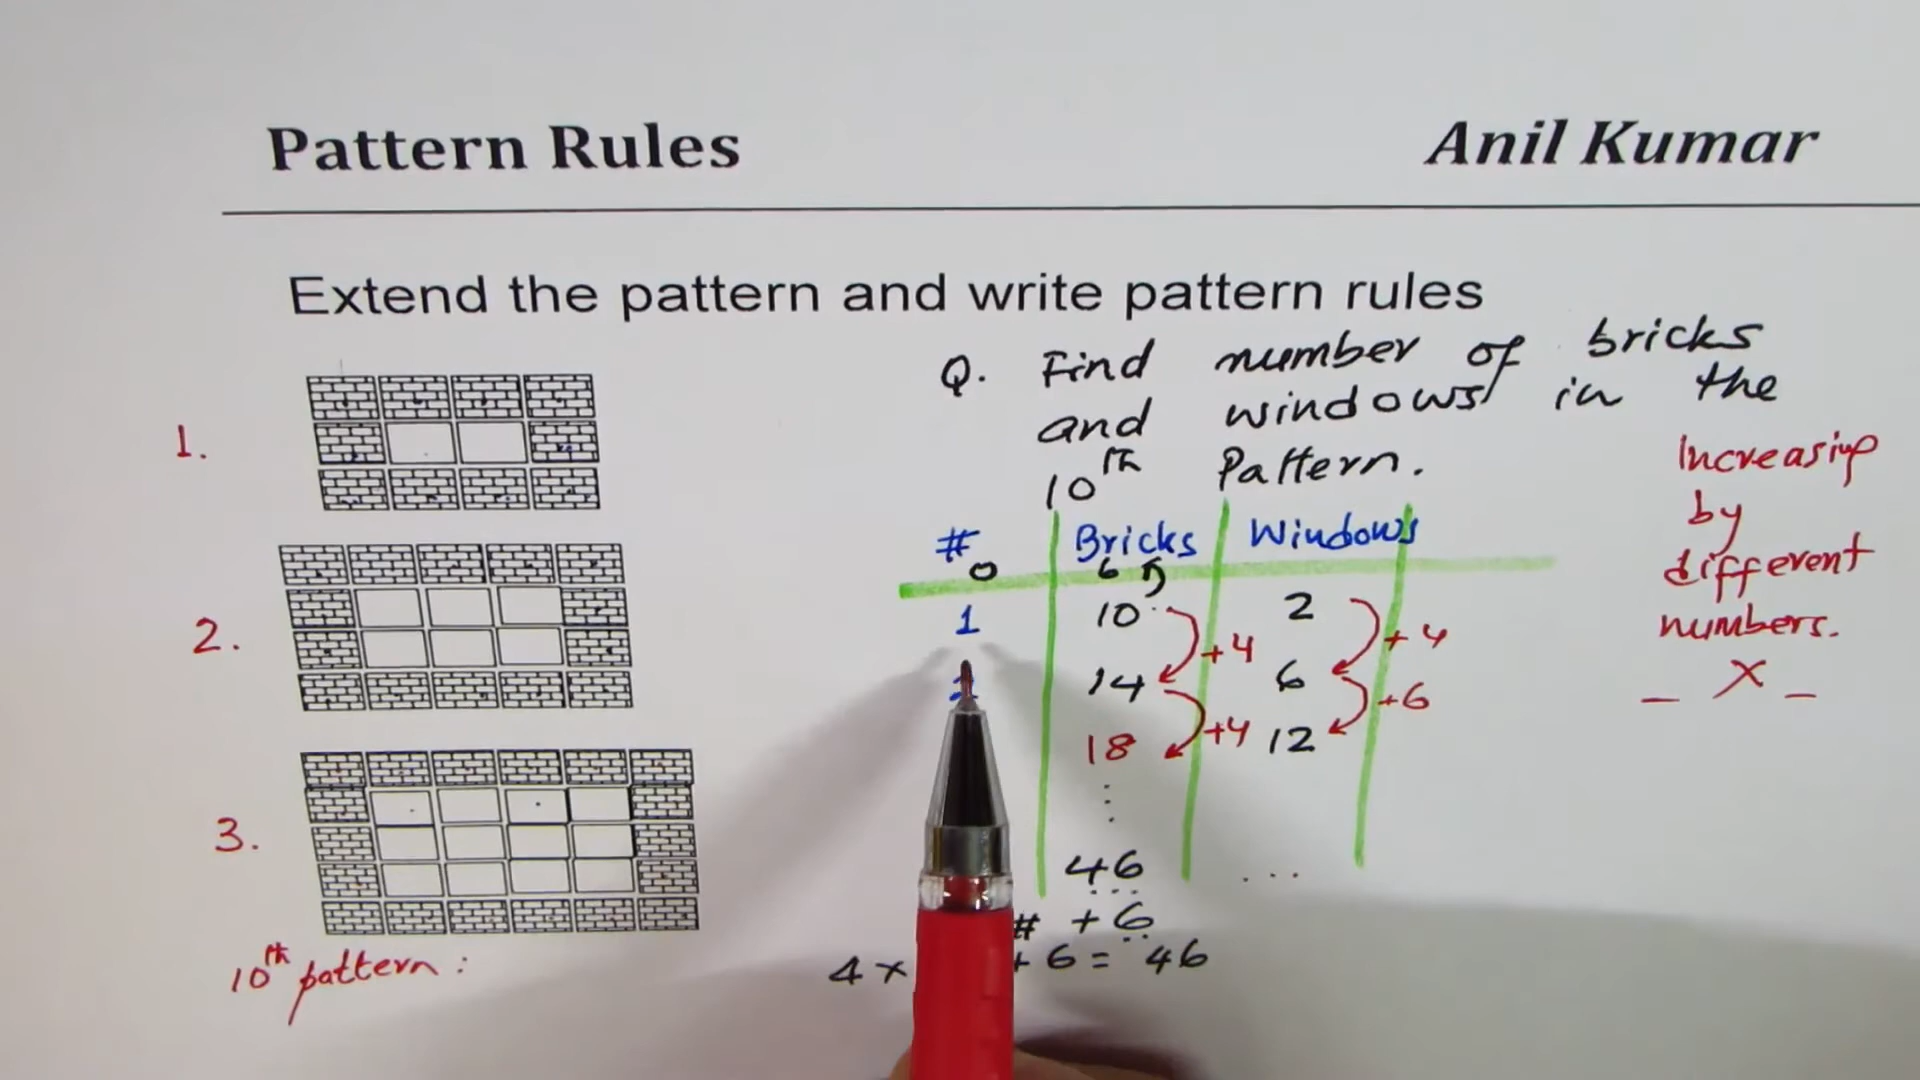 Pattern Rules
Anil Kumar
Extend the pattern and write pattern rules
Q. Find number of bricks
and windows in the
10th Pattern.
1.
2.
3.
10th pattern:
# Bricks Windows
0 6
1 10 2
+4 +4
2 14 6
+4 +6
18 12
⋮
46 ...
# + 6
4 × + 6 = 46
Increasing
by
different
numbers.
_ X _